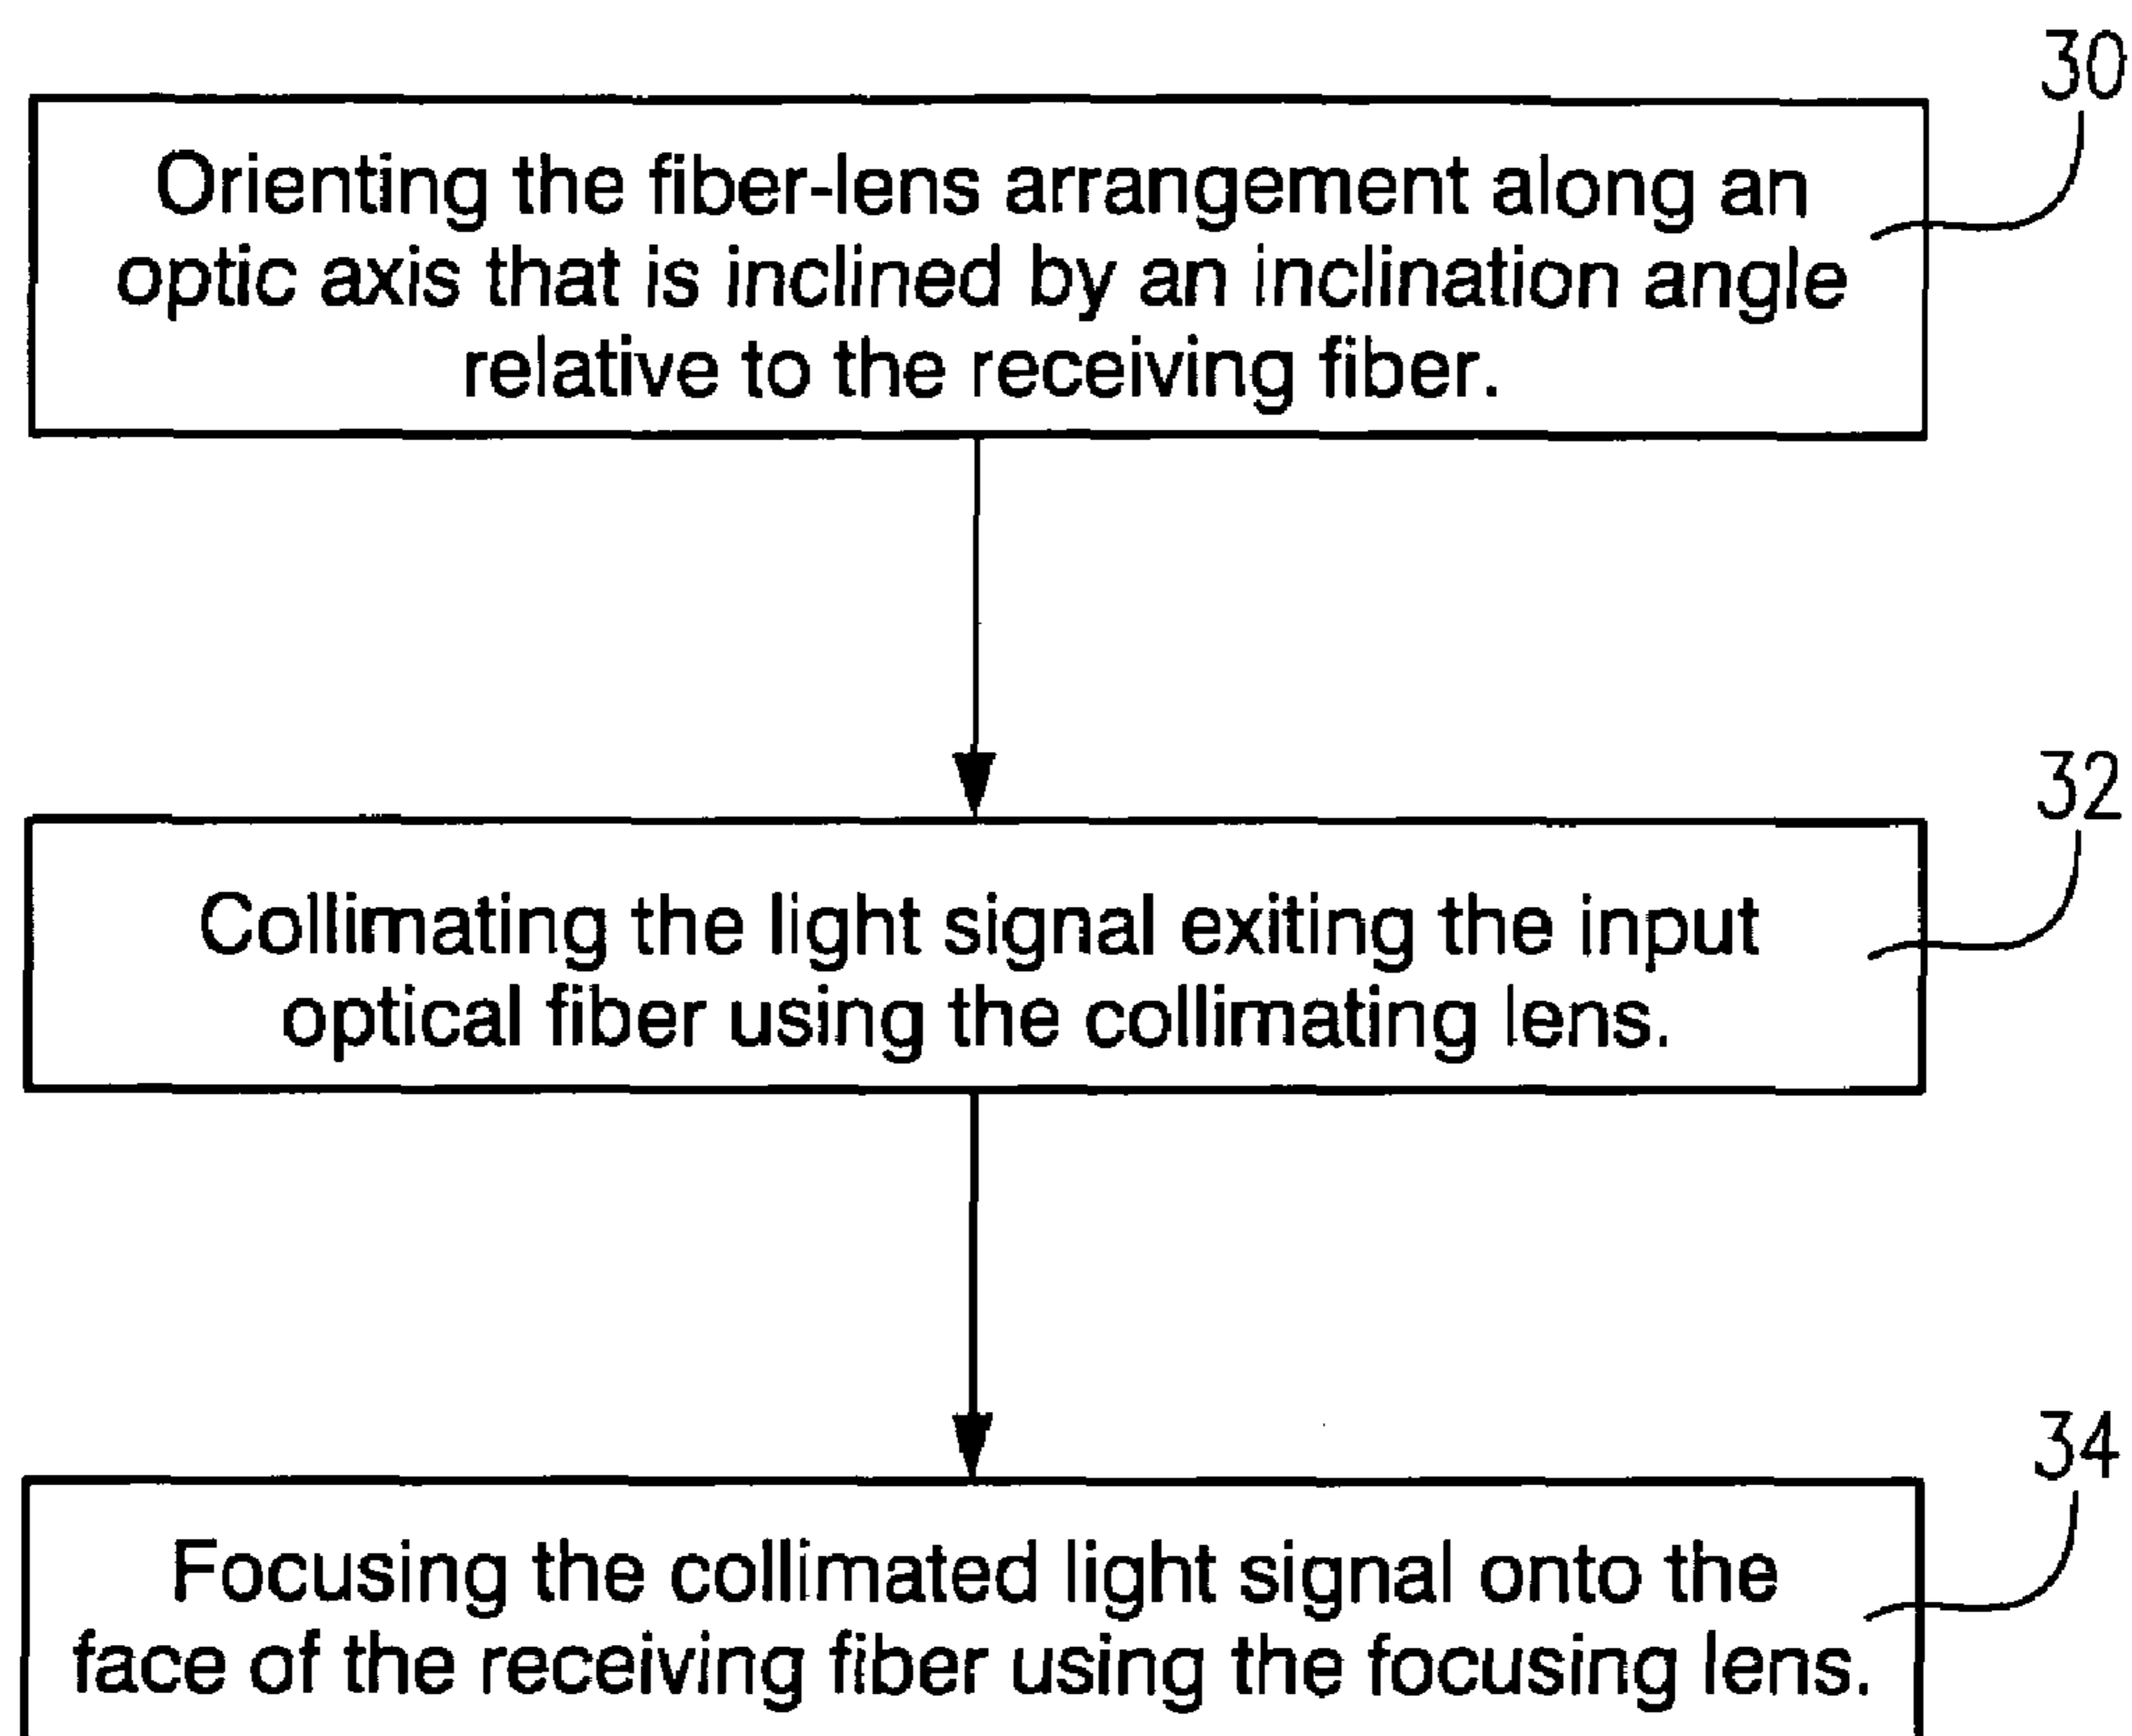 30
Orienting the fiber-lens arrangement along an
optic axis that is inclined by an inclination angle
relative to the receiving fiber.
32
Collimating the light signal exiting the input
optical fiber using the collimating lens.
34
Focusing the collimated light signal onto the
face of the receiving fiber using the focusing lens.